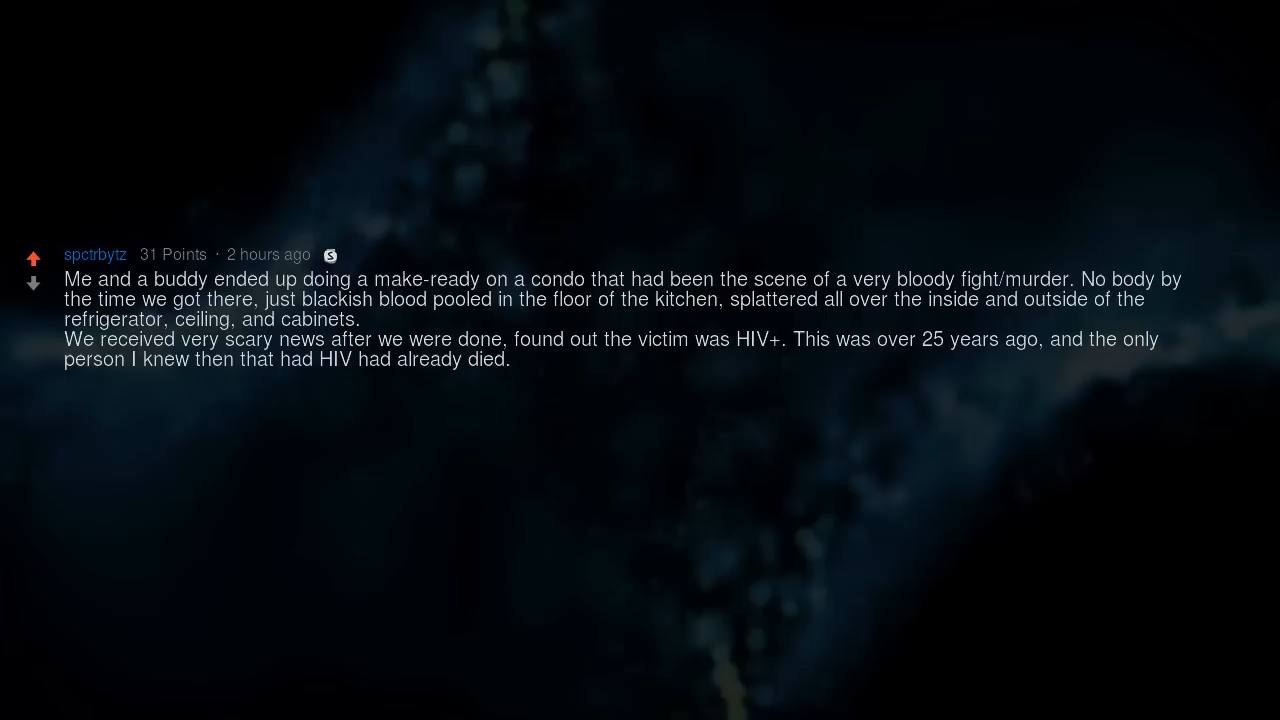 spctrbytz 31 Points · 2 hours ago S
Me and a buddy ended up doing a make-ready on a condo that had been the scene of a very bloody fight/murder. No body by
the time we got there, just blackish blood pooled in the floor of the kitchen, splattered all over the inside and outside of the
refrigerator, ceiling, and cabinets.
We received very scary news after we were done, found out the victim was HIV+. This was over 25 years ago, and the only
person I knew then that had HIV had already died.